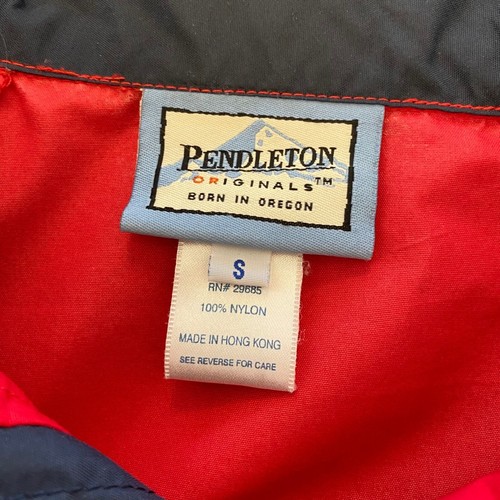 PENDLETON
ORIGINALS™
BORN IN OREGON
S
RN# 29685
100% NYLON
MADE IN HONG KONG
SEE REVERSE FOR CARE